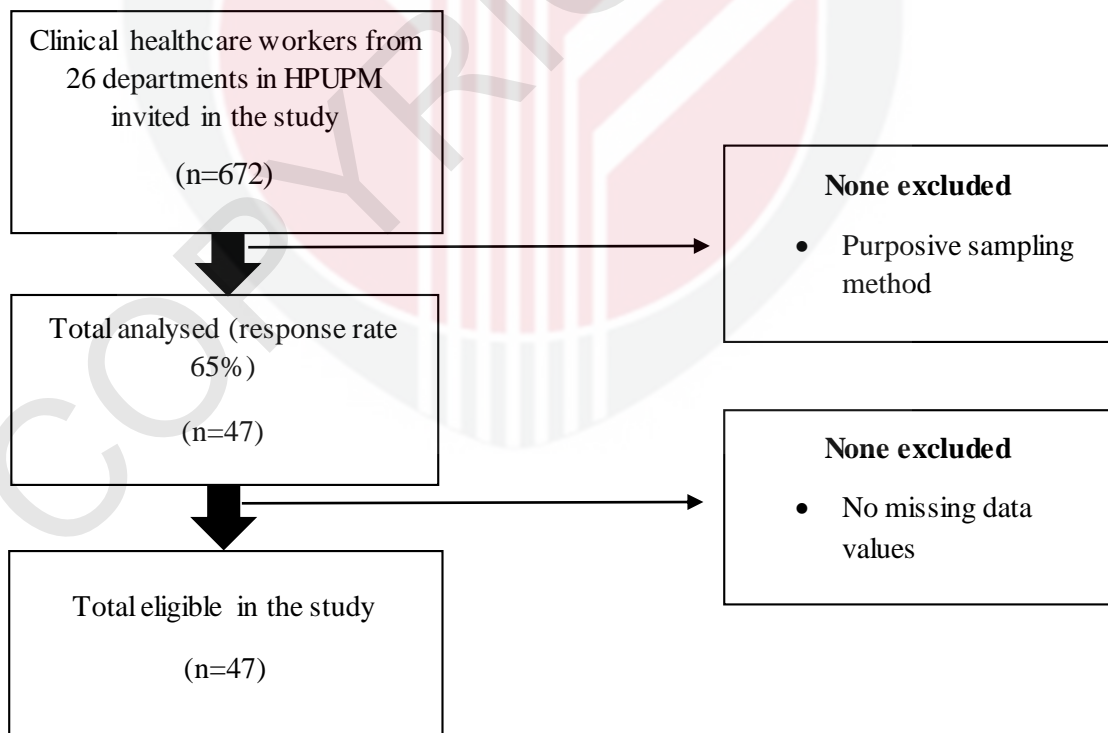 Clinical healthcare workers from
26 departments in HPUPM
invited in the study
(n=672)
None excluded
• Purposive sampling
method
Total analysed (response rate
65%)
(n=47)
None excluded
• No missing data
values
Total eligible in the study
(n=47)
COPYRIG